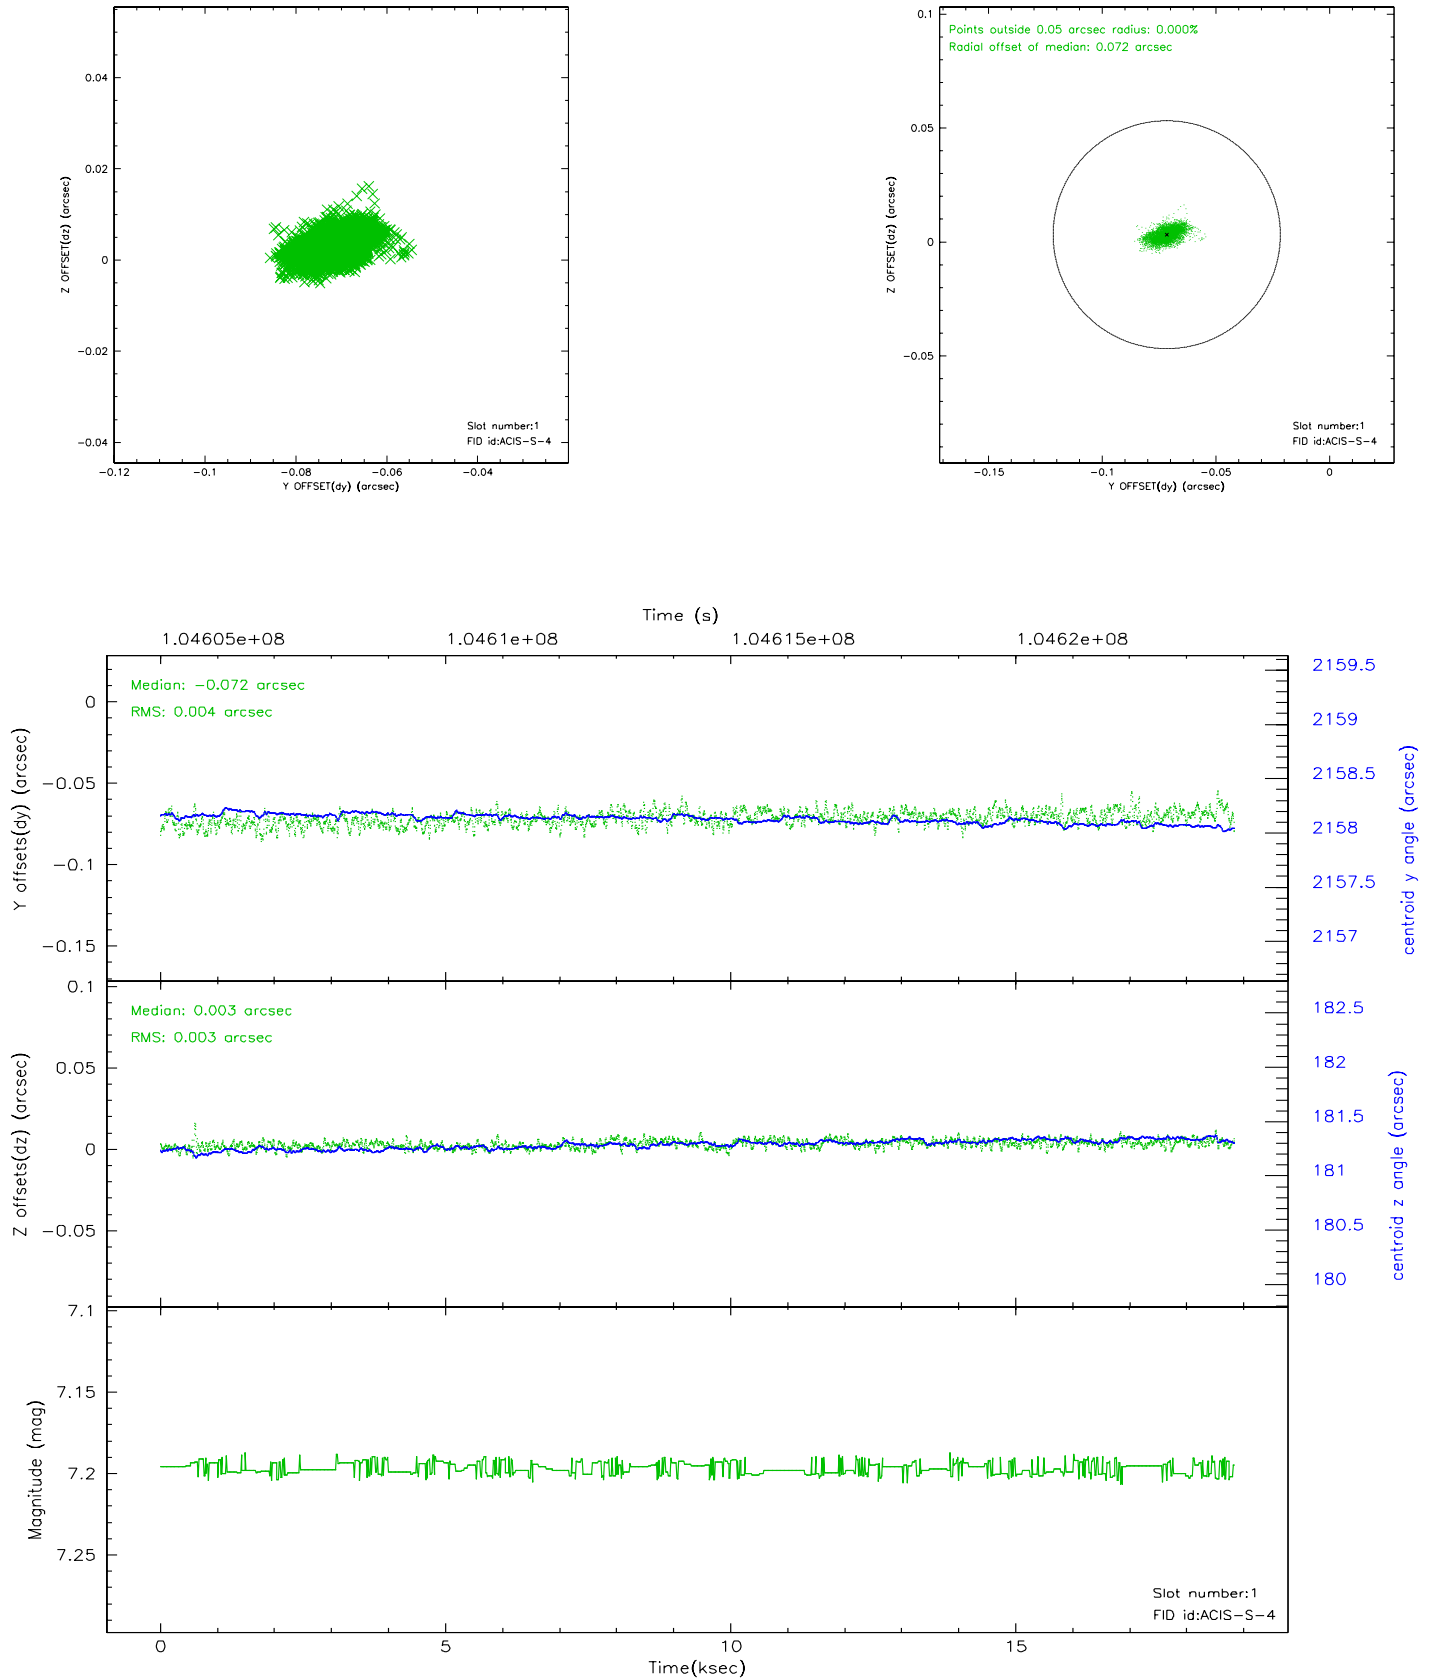 0.04
0.02
0
−0.02
−0.04
Z OFFSET(dz) (arcsec)
−0.12
−0.1
−0.08
−0.06
−0.04
Y OFFSET(dy) (arcsec)
Slot number:1
FID id:ACIS−S−4
Points outside 0.05 arcsec radius: 0.000%
Radial offset of median: 0.072 arcsec
0.1
0.05
0
−0.05
Z OFFSET(dz) (arcsec)
−0.15
−0.1
−0.05
0
Y OFFSET(dy) (arcsec)
Slot number:1
FID id:ACIS−S−4
Time (s)
1.04605e+08
1.0461e+08
1.04615e+08
1.0462e+08
Median: −0.072 arcsec
RMS: 0.004 arcsec
0
−0.05
−0.1
−0.15
Y offsets(dy) (arcsec)
2159.5
2159
2158.5
2158
2157.5
2157
centroid y angle (arcsec)
Median: 0.003 arcsec
RMS: 0.003 arcsec
0.1
0.05
0
−0.05
Z offsets(dz) (arcsec)
182.5
182
181.5
181
180.5
180
centroid z angle (arcsec)
7.1
7.15
7.2
7.25
Magnitude (mag)
Slot number:1
FID id:ACIS−S−4
0
5
10
15
Time(ksec)